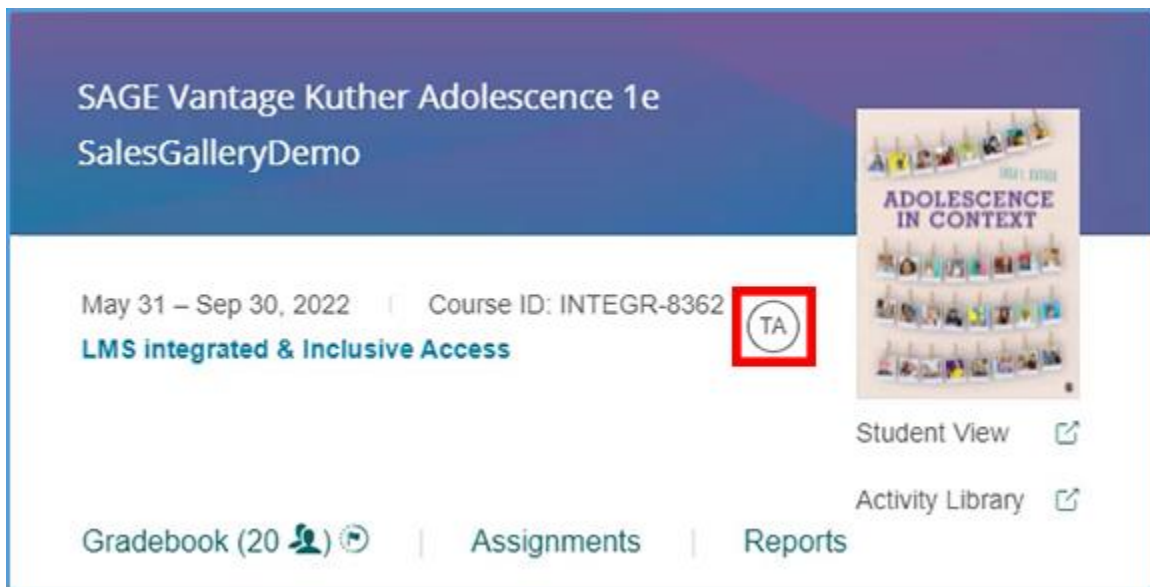 SAGE Vantage Kuther Adolescence 1e
SalesGalleryDemo
ADOLESCENCE
IN CONTEXT
May 31 – Sep 30, 2022 | Course ID: INTEGR-8362 TA
LMS integrated & Inclusive Access
Student View
Activity Library
Gradebook (20 ) | Assignments | Reports